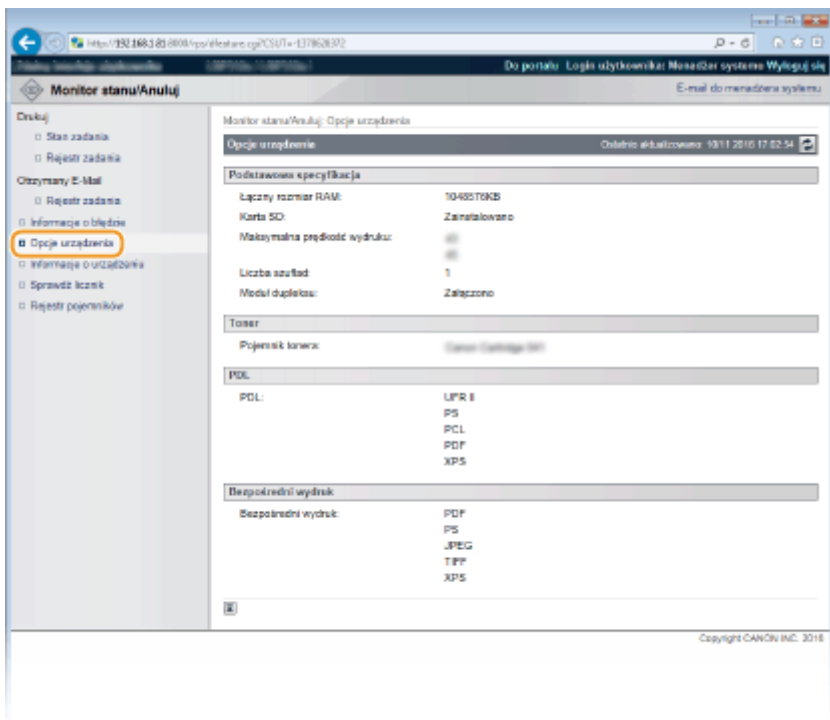 Do portalu Login użytkownika: Menedżer systemu Wyloguj się
Monitor stanu/Anuluj
E-mail do menedżera systemu
Drukuj
Stan zadania
Rejestr zadania
Otrzymany E-Mail
Rejestr zadania
Informacje o błędzie
Opcje urządzenia
Informacje o urządzeniu
Sprawdź licznik
Rejestr pojemników
Monitor stanu/Anuluj: Opcje urządzenia
Opcje urządzenia
Ostatnio aktualizowano: 10/11 2016 17:02:54
Podstawowa specyfikacja
Łączny rozmiar RAM: 1048576KB
Karta SD: Zainstalowano
Maksymalna prędkość wydruku:
Liczba szuflad: 1
Moduł dupleksu: Załączono
Toner
Pojemnik tonera:
PDL
PDL: UFR II
PS
PCL
PDF
XPS
Bezpośredni wydruk
Bezpośredni wydruk: PDF
PS
JPEG
TIFF
XPS
Copyright CANON INC. 2016